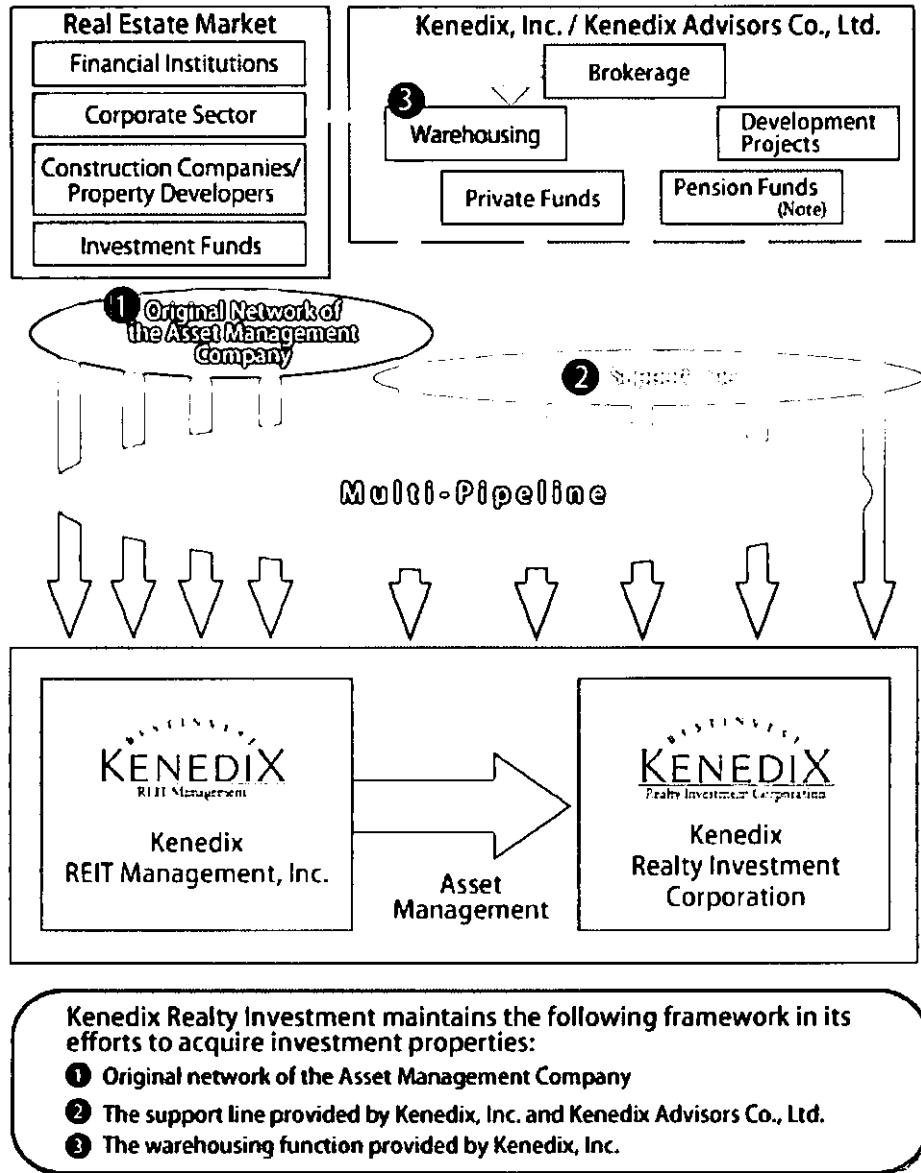 Real Estate Market
Financial Institutions
Corporate Sector
Construction Companies/
Property Developers
Investment Funds
Kenedix, Inc. / Kenedix Advisors Co., Ltd.
Brokerage
3
Warehousing
Development
Projects
Private Funds
Pension Funds
(Note)
1 Original Network of
the Asset Management
Company
2 Support
Multi-Pipeline
BESTINVEST
KENEDIX
REIT Management
Kenedix
REIT Management, Inc.
Asset
Management
BESTINVEST
KENEDIX
Realty Investment Corporation
Kenedix
Realty Investment
Corporation
Kenedix Realty Investment maintains the following framework in its
efforts to acquire investment properties:
1 Original network of the Asset Management Company
2 The support line provided by Kenedix, Inc. and Kenedix Advisors Co., Ltd.
3 The warehousing function provided by Kenedix, Inc.